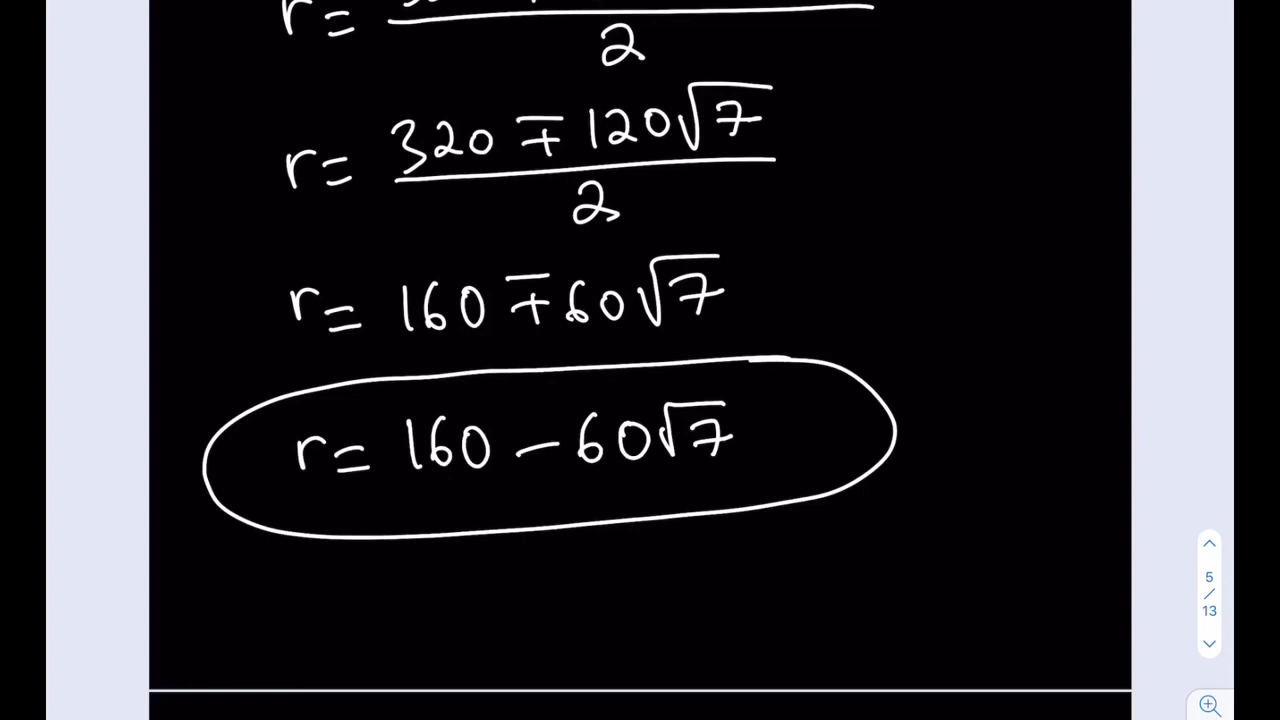 r=
2
r= 320 ∓ 120√7
2
r= 160 ∓ 60√7
r= 160 - 60√7
5
/
13